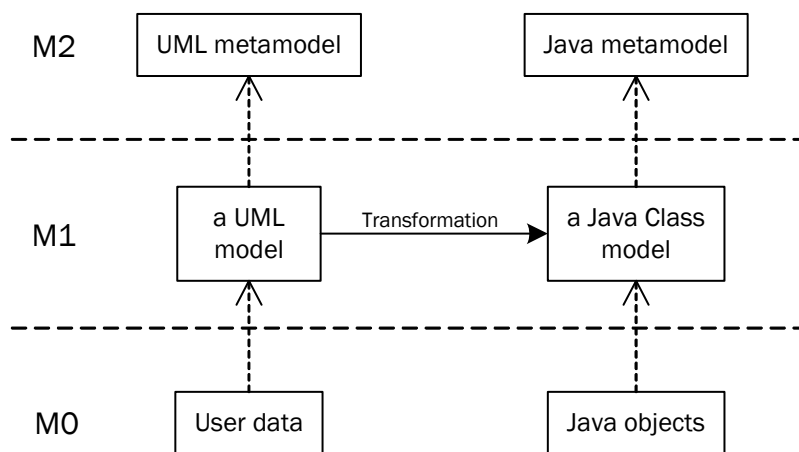 M2
UML metamodel
Java metamodel
M1
a UML
model
Transformation
a Java Class
model
M0
User data
Java objects